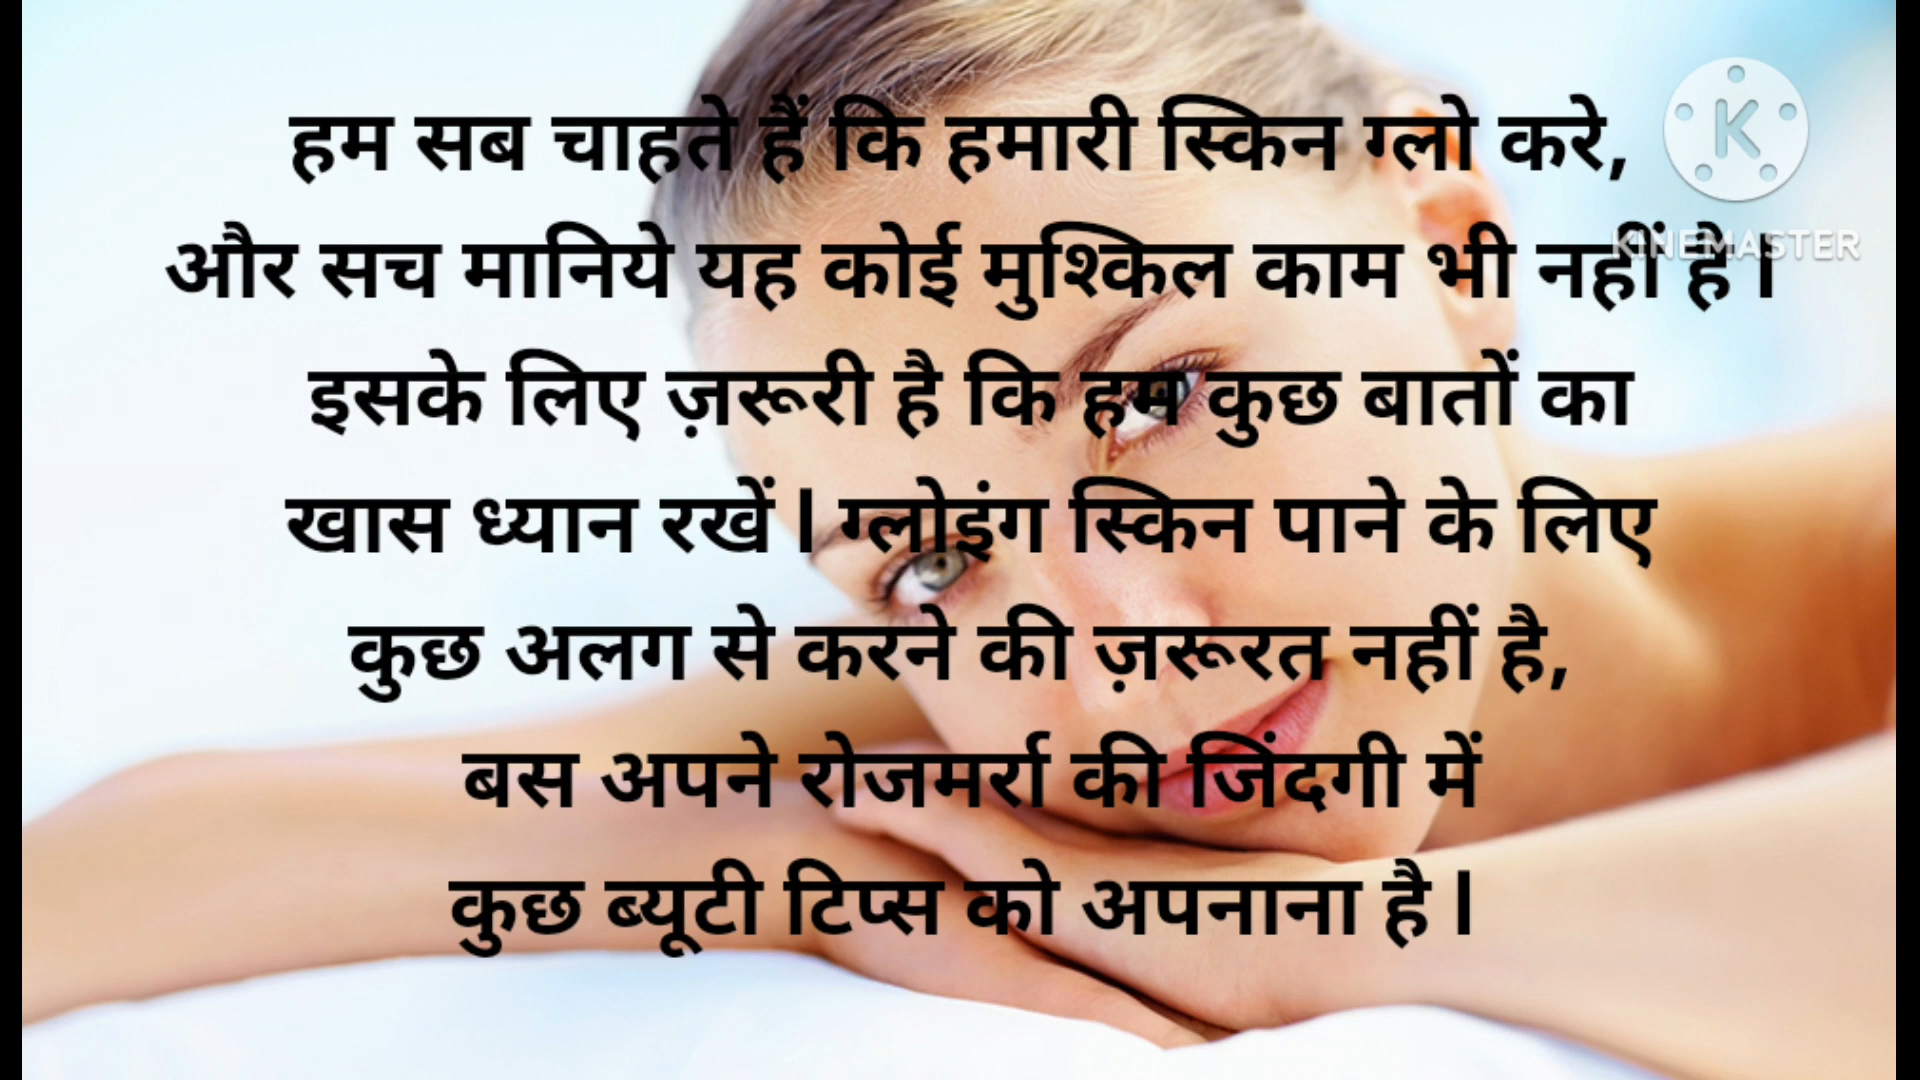 हम सब चाहते हैं कि हमारी स्किन ग्लो करे,
K
KINEMASTER
और सच मानिये यह कोई मुश्किल काम भी नहीं है।
इसके लिए ज़रूरी है कि हम कुछ बातों का
खास ध्यान रखें। ग्लोइंग स्किन पाने के लिए
कुछ अलग से करने की ज़रूरत नहीं है,
बस अपने रोजमर्रा की जिंदगी में
कुछ ब्यूटी टिप्स को अपनाना है।